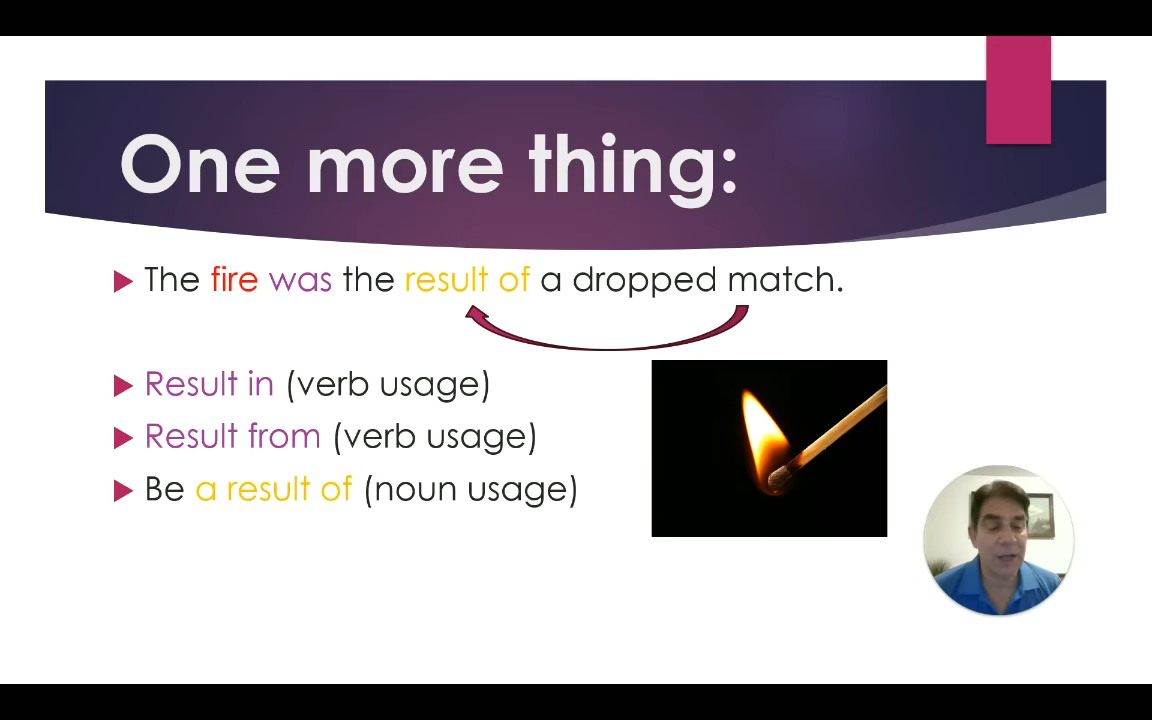 One more thing:
The fire was the result of a dropped match.
Result in (verb usage)
Result from (verb usage)
Be a result of (noun usage)